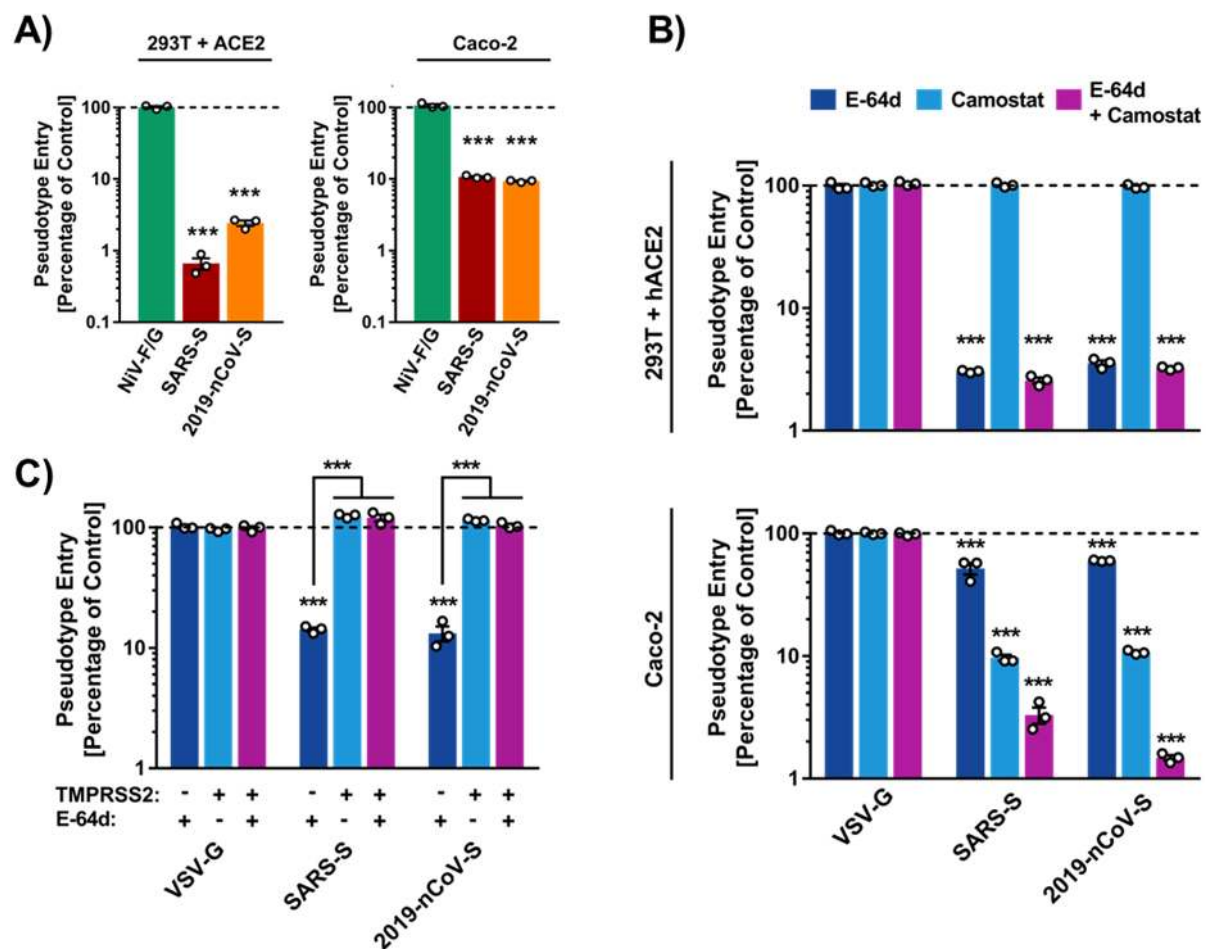 A)
293T + ACE2
Pseudotype Entry
[Percentage of Control]
100
10
1
0.1
***
***
NiV-F/G
SARS-S
2019-nCoV-S
Caco-2
Pseudotype Entry
[Percentage of Control]
100
10
1
0.1
***
***
NiV-F/G
SARS-S
2019-nCoV-S
B)
E-64d
Camostat
E-64d
+ Camostat
293T + hACE2
Pseudotype Entry
[Percentage of Control]
100
10
1
***
***
***
***
Caco-2
Pseudotype Entry
[Percentage of Control]
100
10
1
***
***
***
***
***
***
VSV-G
SARS-S
2019-nCoV-S
C)
Pseudotype Entry
[Percentage of Control]
100
10
1
***
***
***
***
TMPRSS2: - + + - + + - + +
E-64d: + - + + - + + - +
VSV-G
SARS-S
2019-nCoV-S